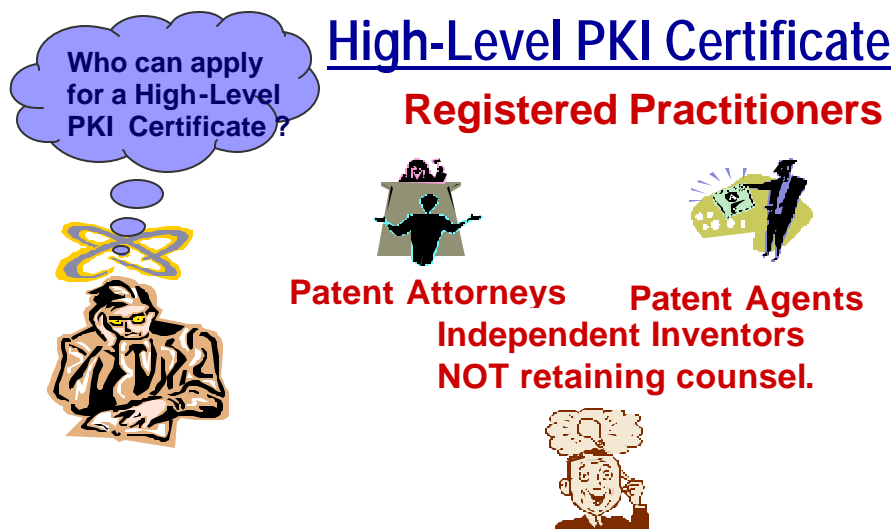 Who can apply
for a High-Level
PKI Certificate ?
High-Level PKI Certificate
Registered Practitioners
Patent Attorneys
Patent Agents
Independent Inventors
NOT retaining counsel.